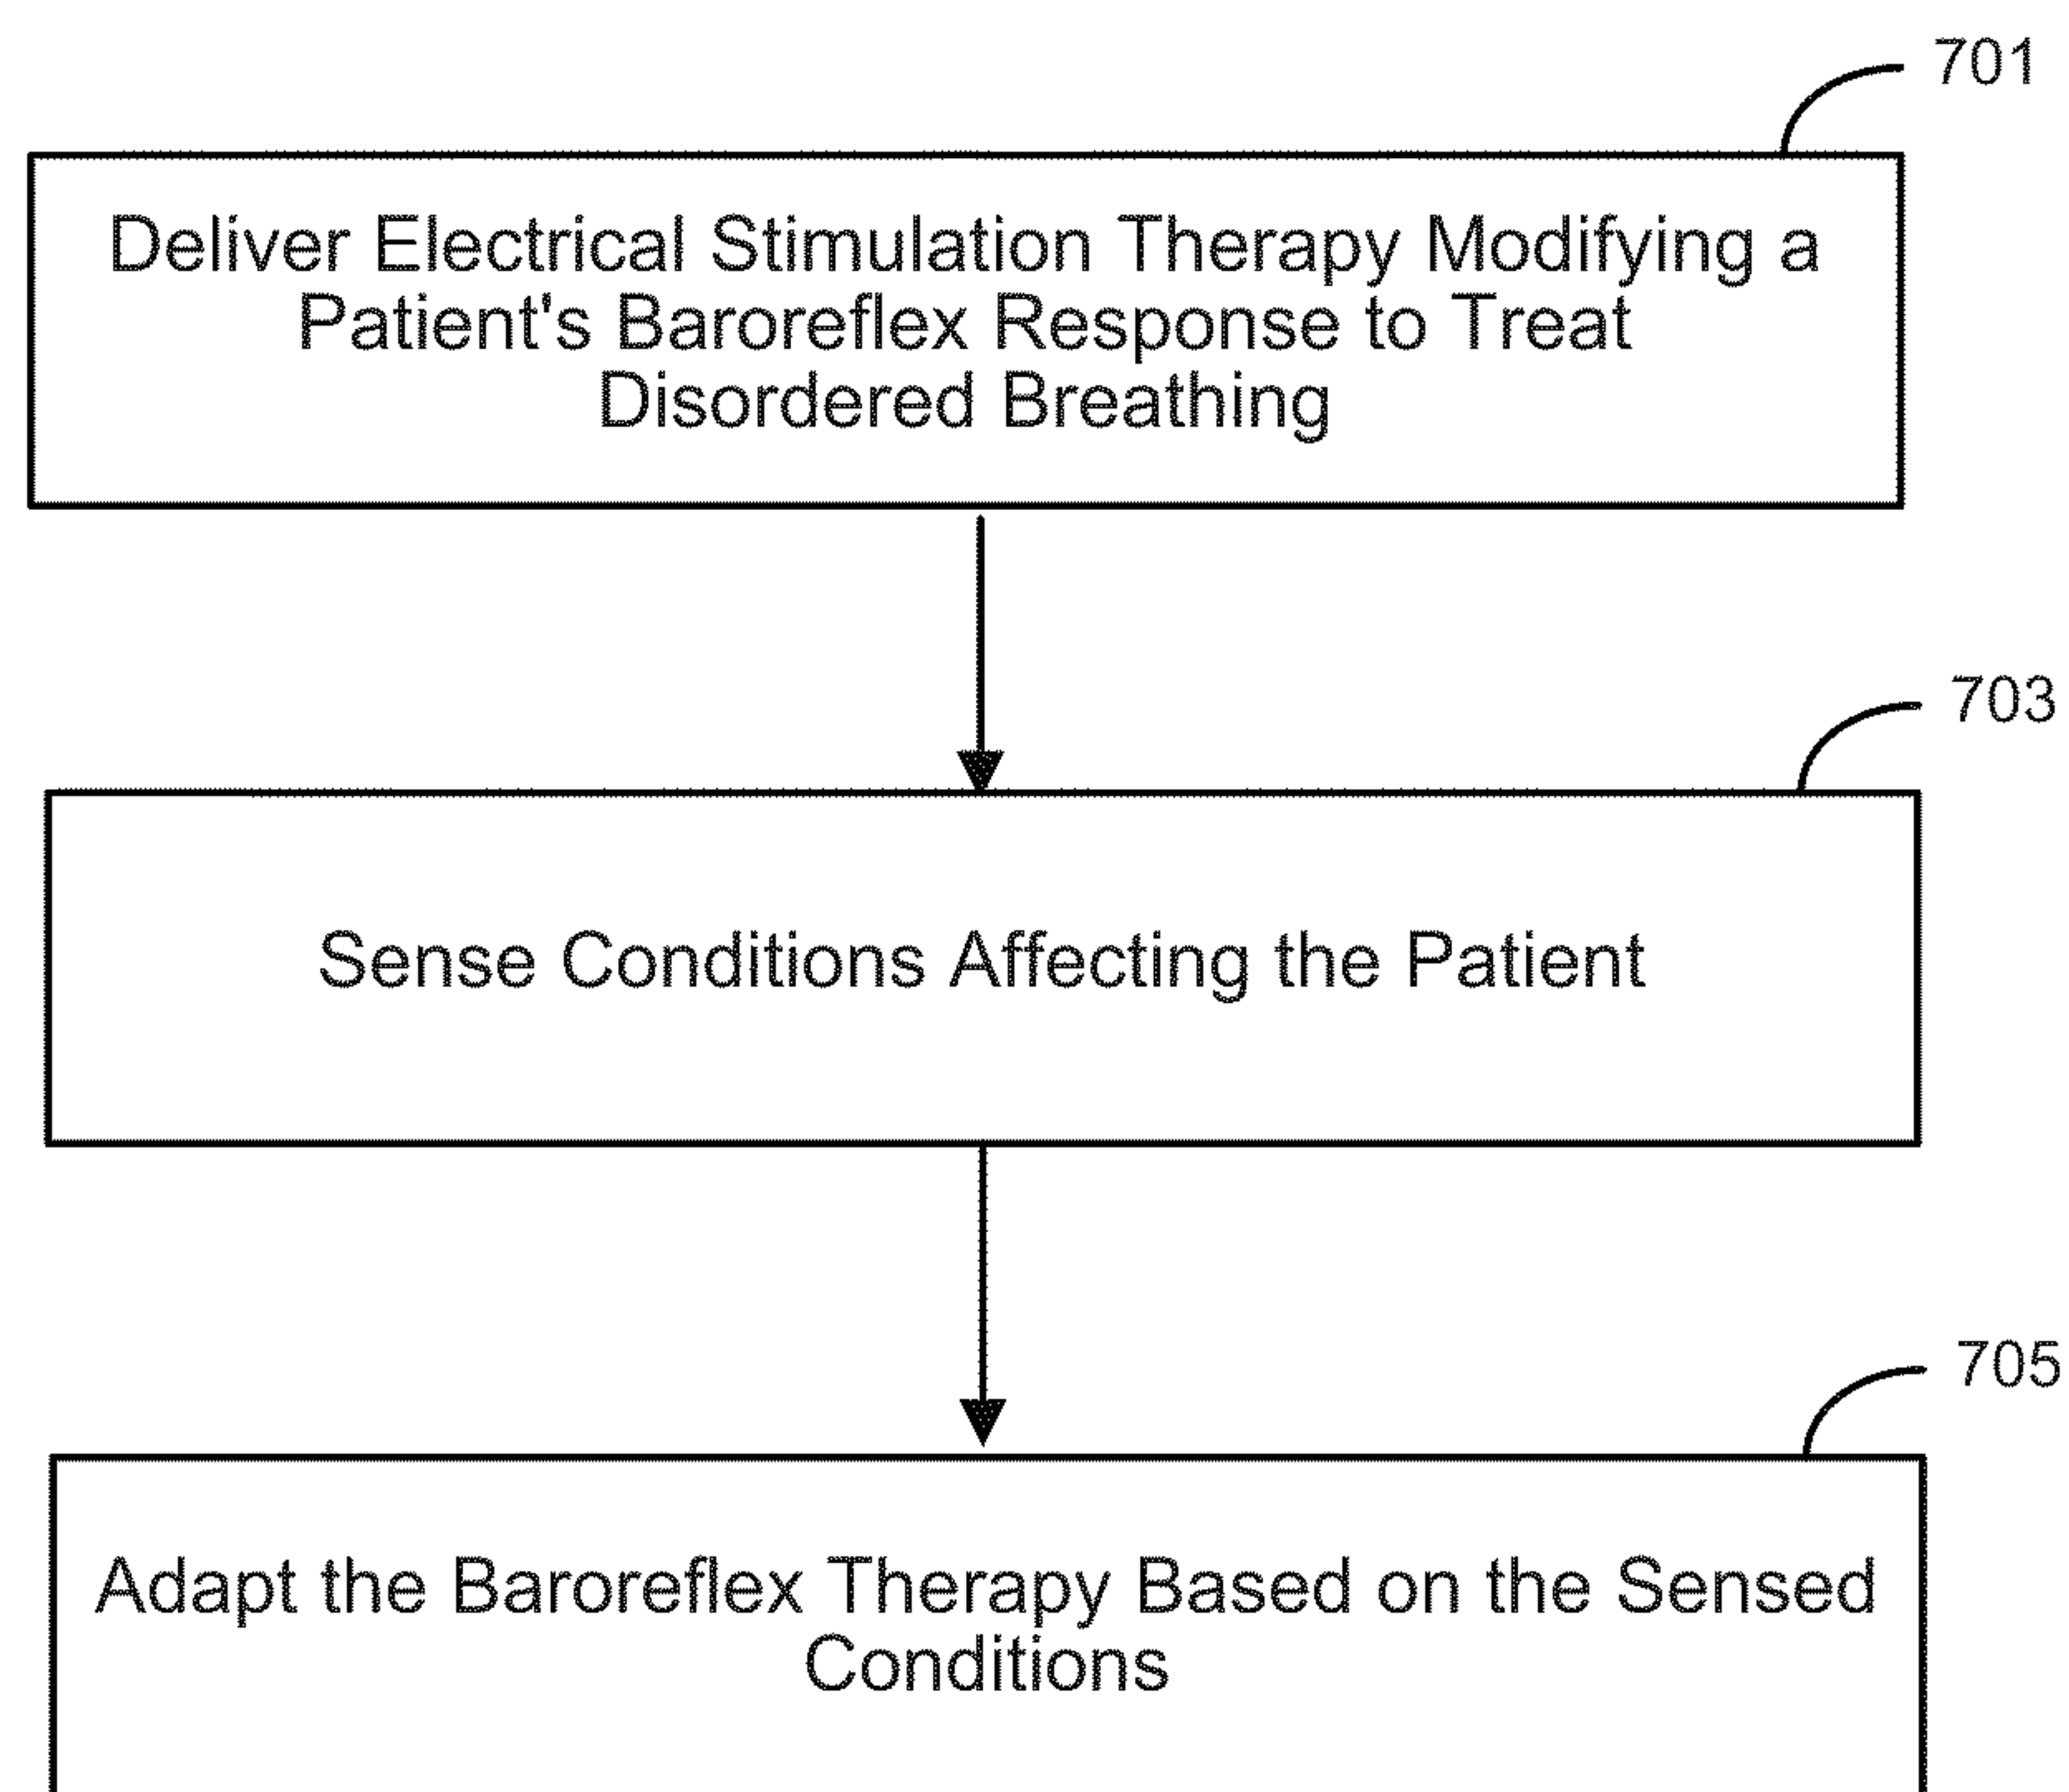 701
Deliver Electrical Stimulation Therapy Modifying a
Patient's Baroreflex Response to Treat
Disordered Breathing
703
Sense Conditions Affecting the Patient
705
Adapt the Baroreflex Therapy Based on the Sensed
Conditions